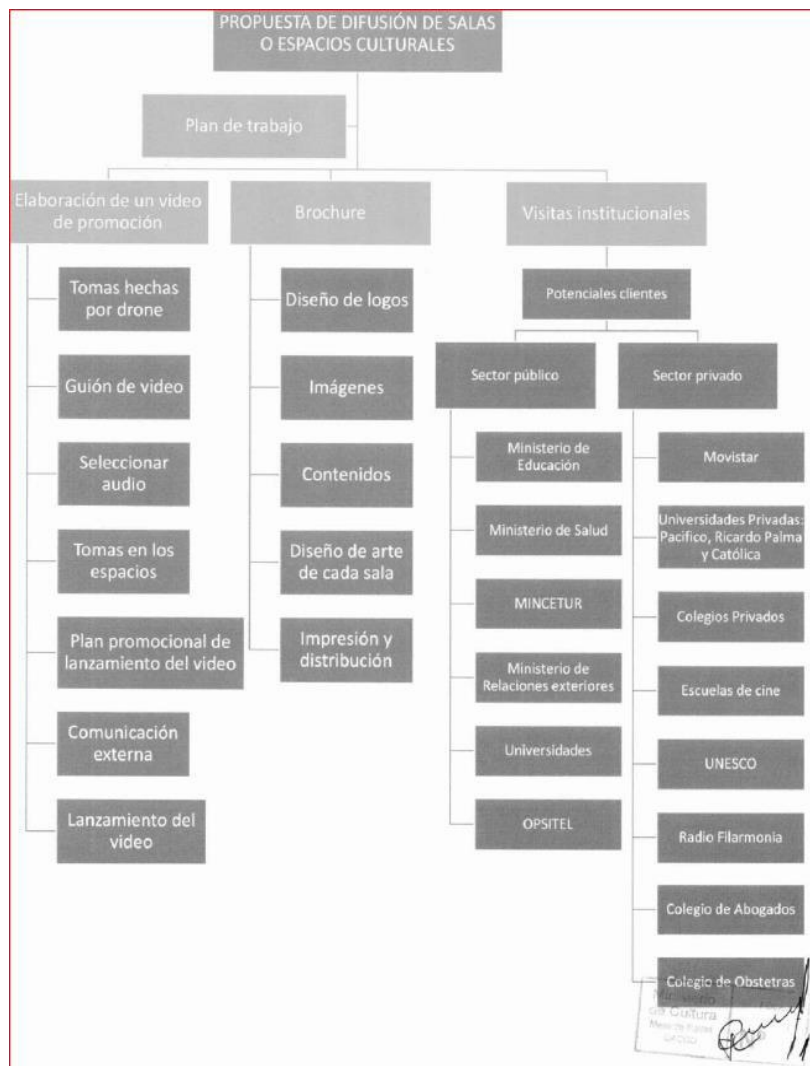 PROPUESTA DE DIFUSIÓN DE SALAS
O ESPACIOS CULTURALES
Plan de trabajo
Elaboración de un video
de promoción
Tomas hechas
por drone
Guión de video
Seleccionar
audio
Tomas en los
espacios
Plan promocional de
lanzamiento del video
Comunicación
externa
Lanzamiento del
video
Brochure
Diseño de logos
Imágenes
Contenidos
Diseño de arte
de cada sala
Impresión y
distribución
Visitas institucionales
Potenciales clientes
Sector público
Ministerio de
Educación
Ministerio de Salud
MINCETUR
Ministerio de
Relaciones exteriores
Universidades
OPSITEL
Sector privado
Movistar
Universidades Privadas:
Pacifico, Ricardo Palma
y Católica
Colegios Privados
Escuelas de cine
UNESCO
Radio Filarmonia
Colegio de Abogados
Colegio de Obstetras
Ministerio
de Cultura